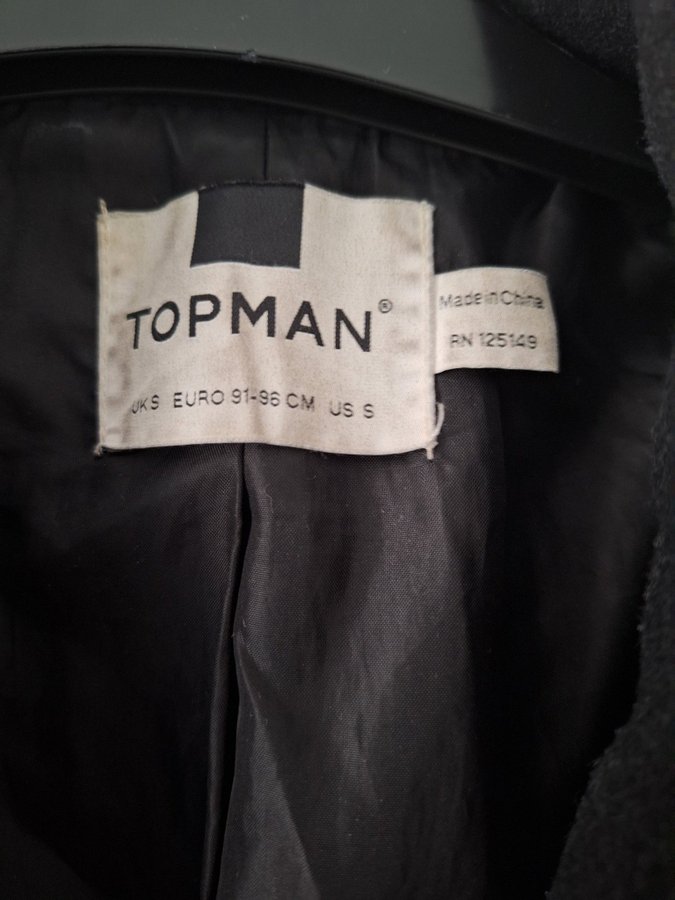 TOPMAN®
UK S EURO 91-96 CM US S
Made in China
RN 125149